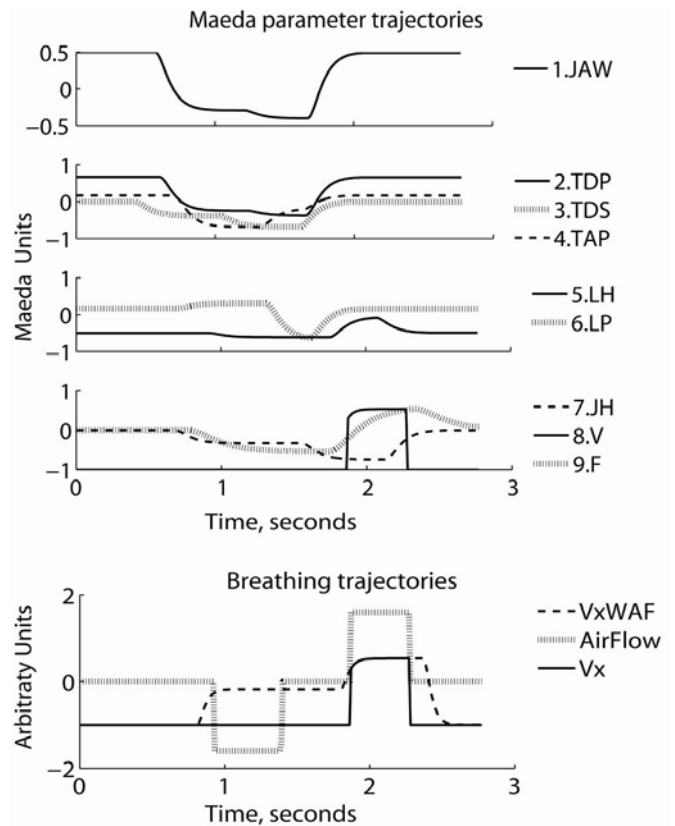 Maeda parameter trajectories
0.5
0
−0.5
1.JAW
1
0
−1
2.TDP
3.TDS
4.TAP
Maeda Units
1
0
−1
5.LH
6.LP
1
0
−1
7.JH
8.V
9.F
0 1 2 3
Time, seconds
Breathing trajectories
2
0
−2
Arbitraty Units
VxWAF
AirFlow
Vx
0 1 2 3
Time, seconds